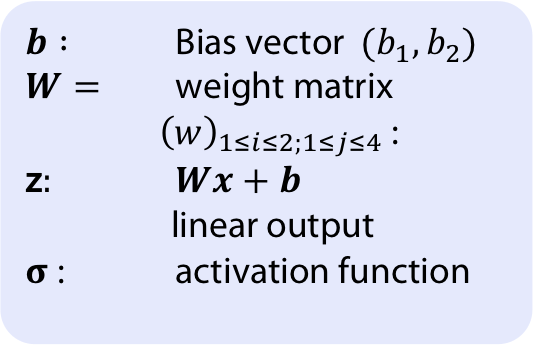 b : Bias vector (b₁, b₂)
W = weight matrix
(w)₁≤i≤2;1≤j≤4 :
z: Wx + b
linear output
σ : activation function